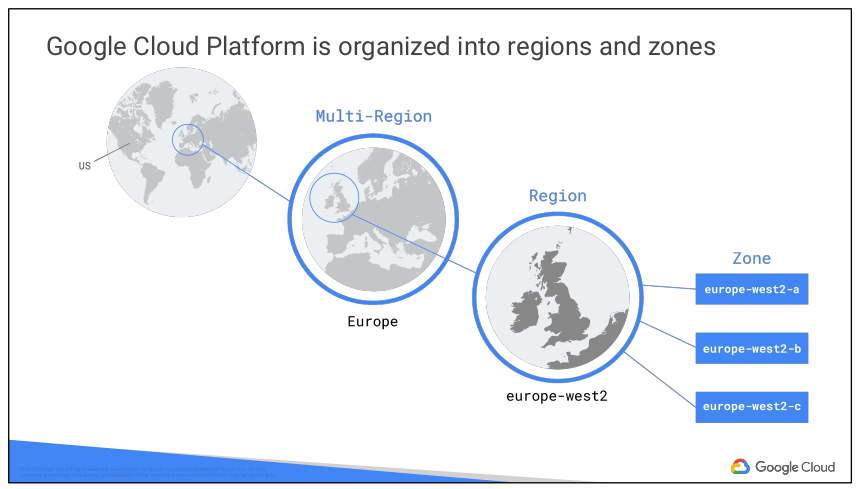 Google Cloud Platform is organized into regions and zones
Multi-Region
US
Region
Zone
europe-west2-a
Europe
europe-west2-b
europe-west2
europe-west2-c
Google Cloud